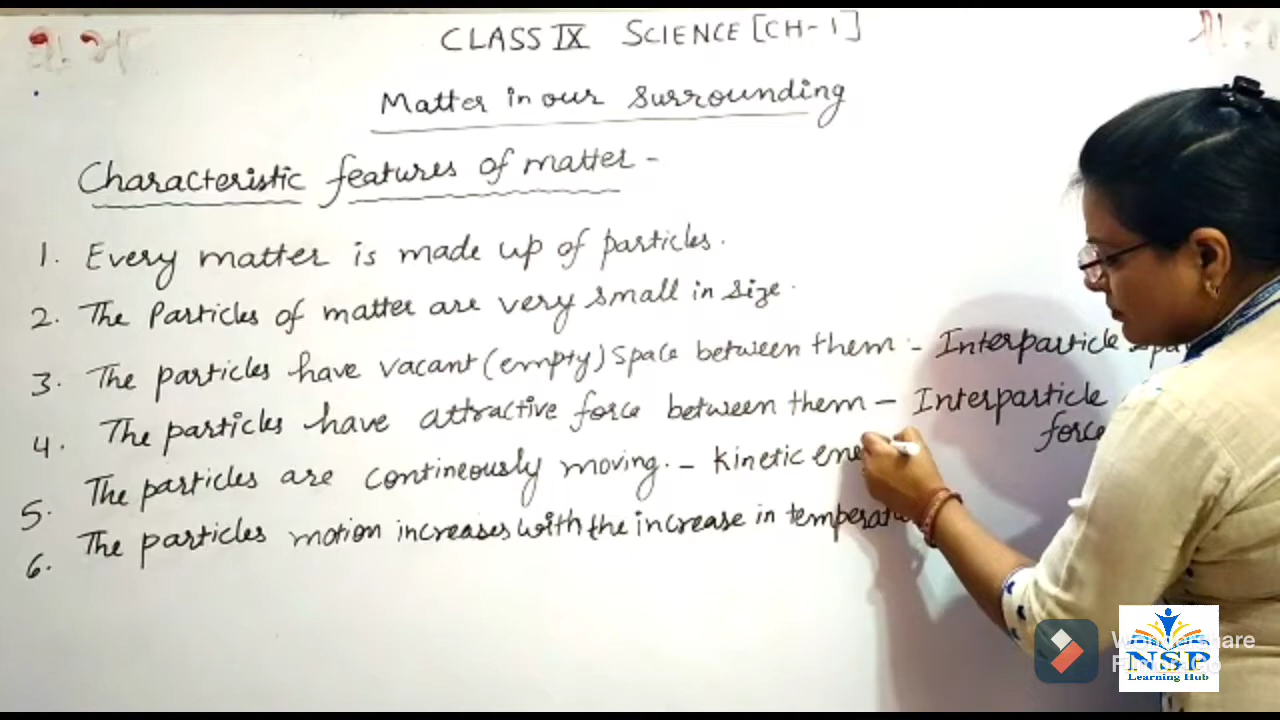 CLASS IX SCIENCE [CH-1]
Matter in our surrounding
Characteristic features of matter -
1. Every matter is made up of particles.
2. The Particles of matter are very small in size.
3. The particles have vacant (empty) space between them - Interparticle
4. The particles have attractive force between them - Interparticle
force
5. The particles are contineously moving. - Kinetic ene
6. The particles motion increases with the increase in temperatu
Wondershare
NSP
Learning Hub